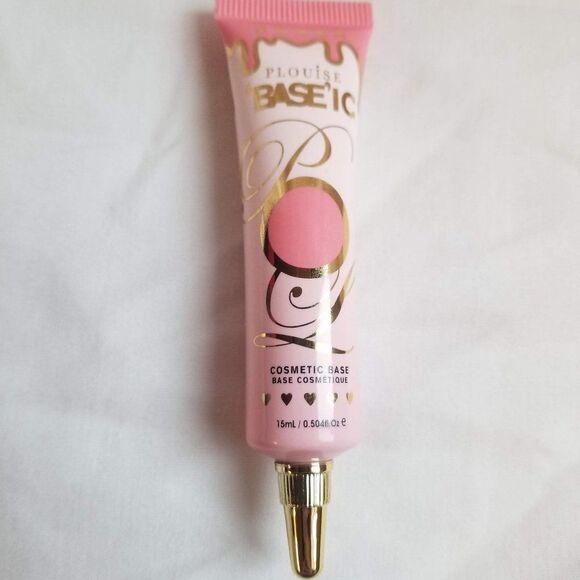 PLOUiSE
'BASE'IC
COSMETIC BASE
BASE COSMÉTIQUE
15mL / 0.504fl Oz ℮